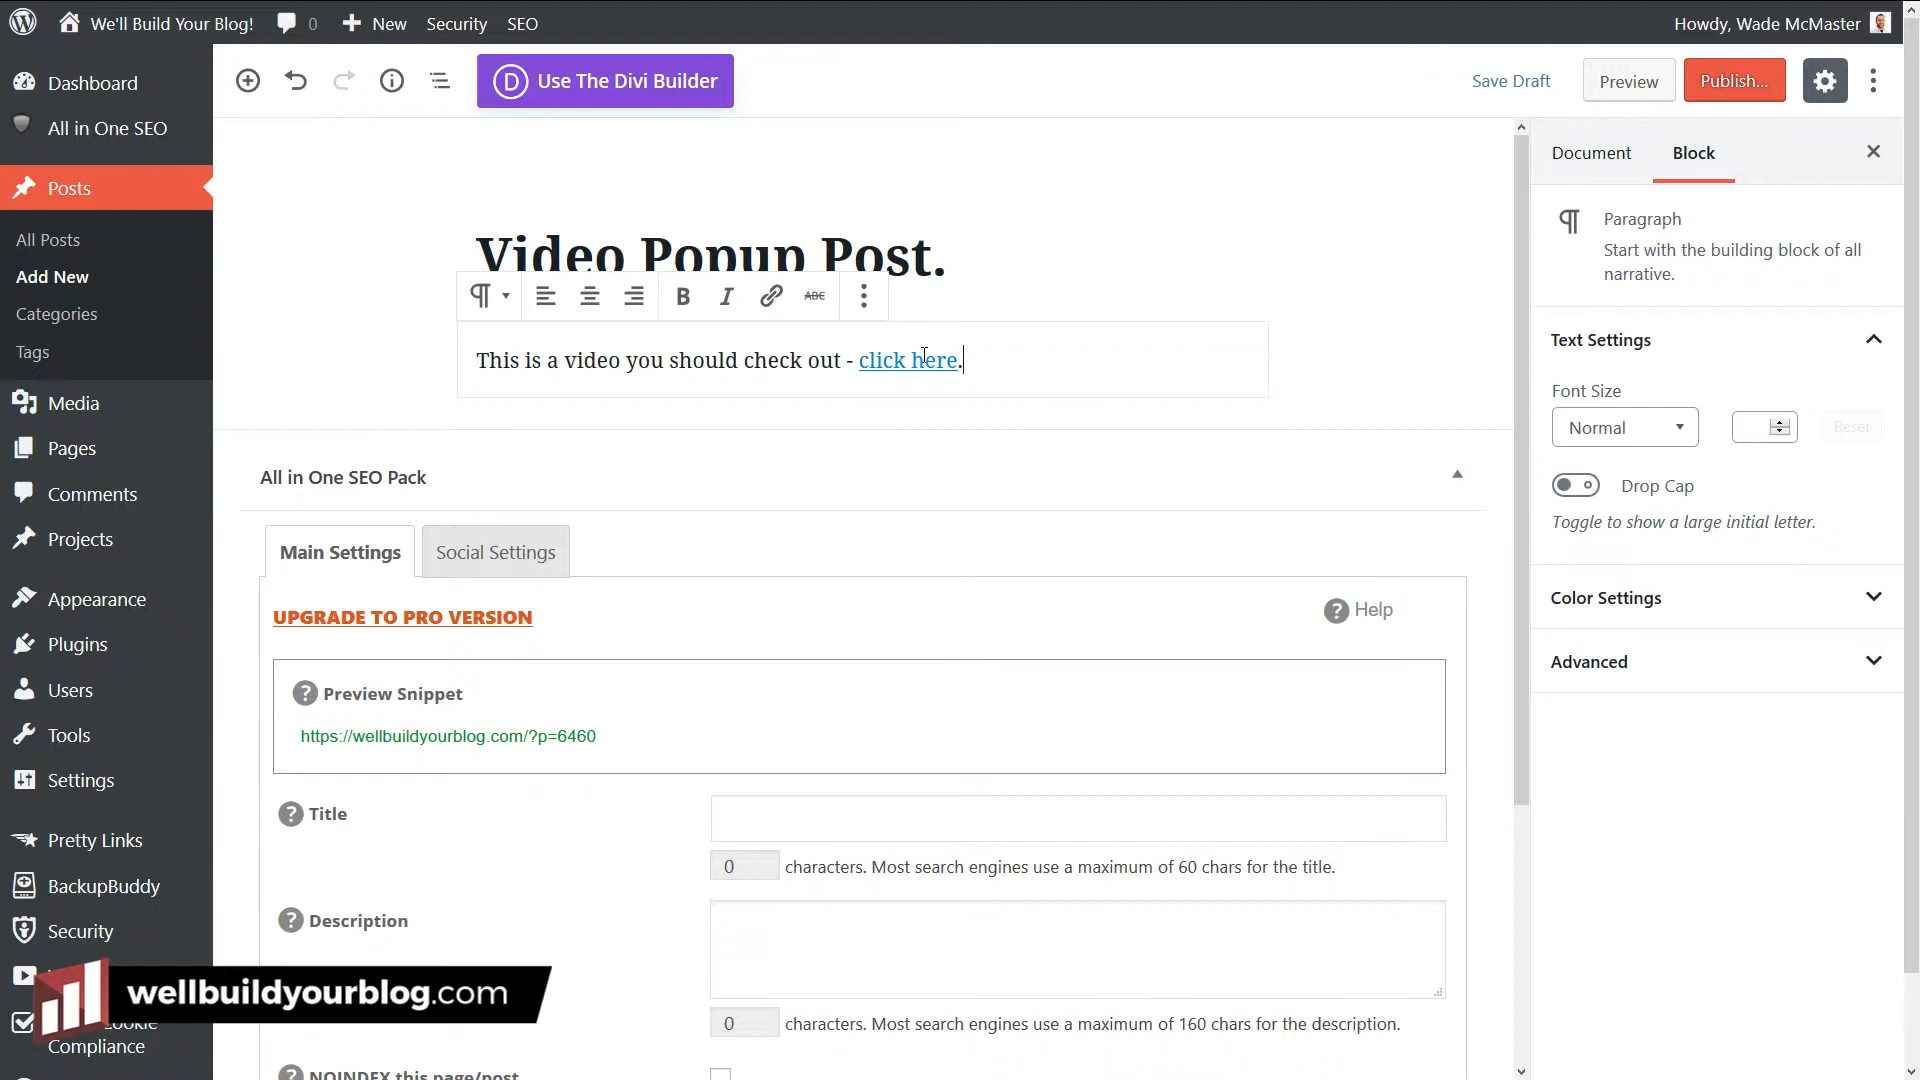 We'll Build Your Blog!
0
New
Security
SEO
Howdy, Wade McMaster
Dashboard
All in One SEO
Posts
All Posts
Add New
Categories
Tags
Media
Pages
Comments
Projects
Appearance
Plugins
Users
Tools
Settings
Pretty Links
BackupBuddy
Security
Cookie
Compliance
D Use The Divi Builder
Save Draft
Preview
Publish...
Video Popup Post.
B
I
ABC
This is a video you should check out - click here.
All in One SEO Pack
Main Settings
Social Settings
UPGRADE TO PRO VERSION
? Help
? Preview Snippet
https://wellbuildyourblog.com/?p=6460
? Title
0 characters. Most search engines use a maximum of 60 chars for the title.
? Description
0 characters. Most search engines use a maximum of 160 chars for the description.
? NOINDEX this page/post
Document
Block
Paragraph
Start with the building block of all
narrative.
Text Settings
Font Size
Normal
Reset
Drop Cap
Toggle to show a large initial letter.
Color Settings
Advanced
wellbuildyourblog.com